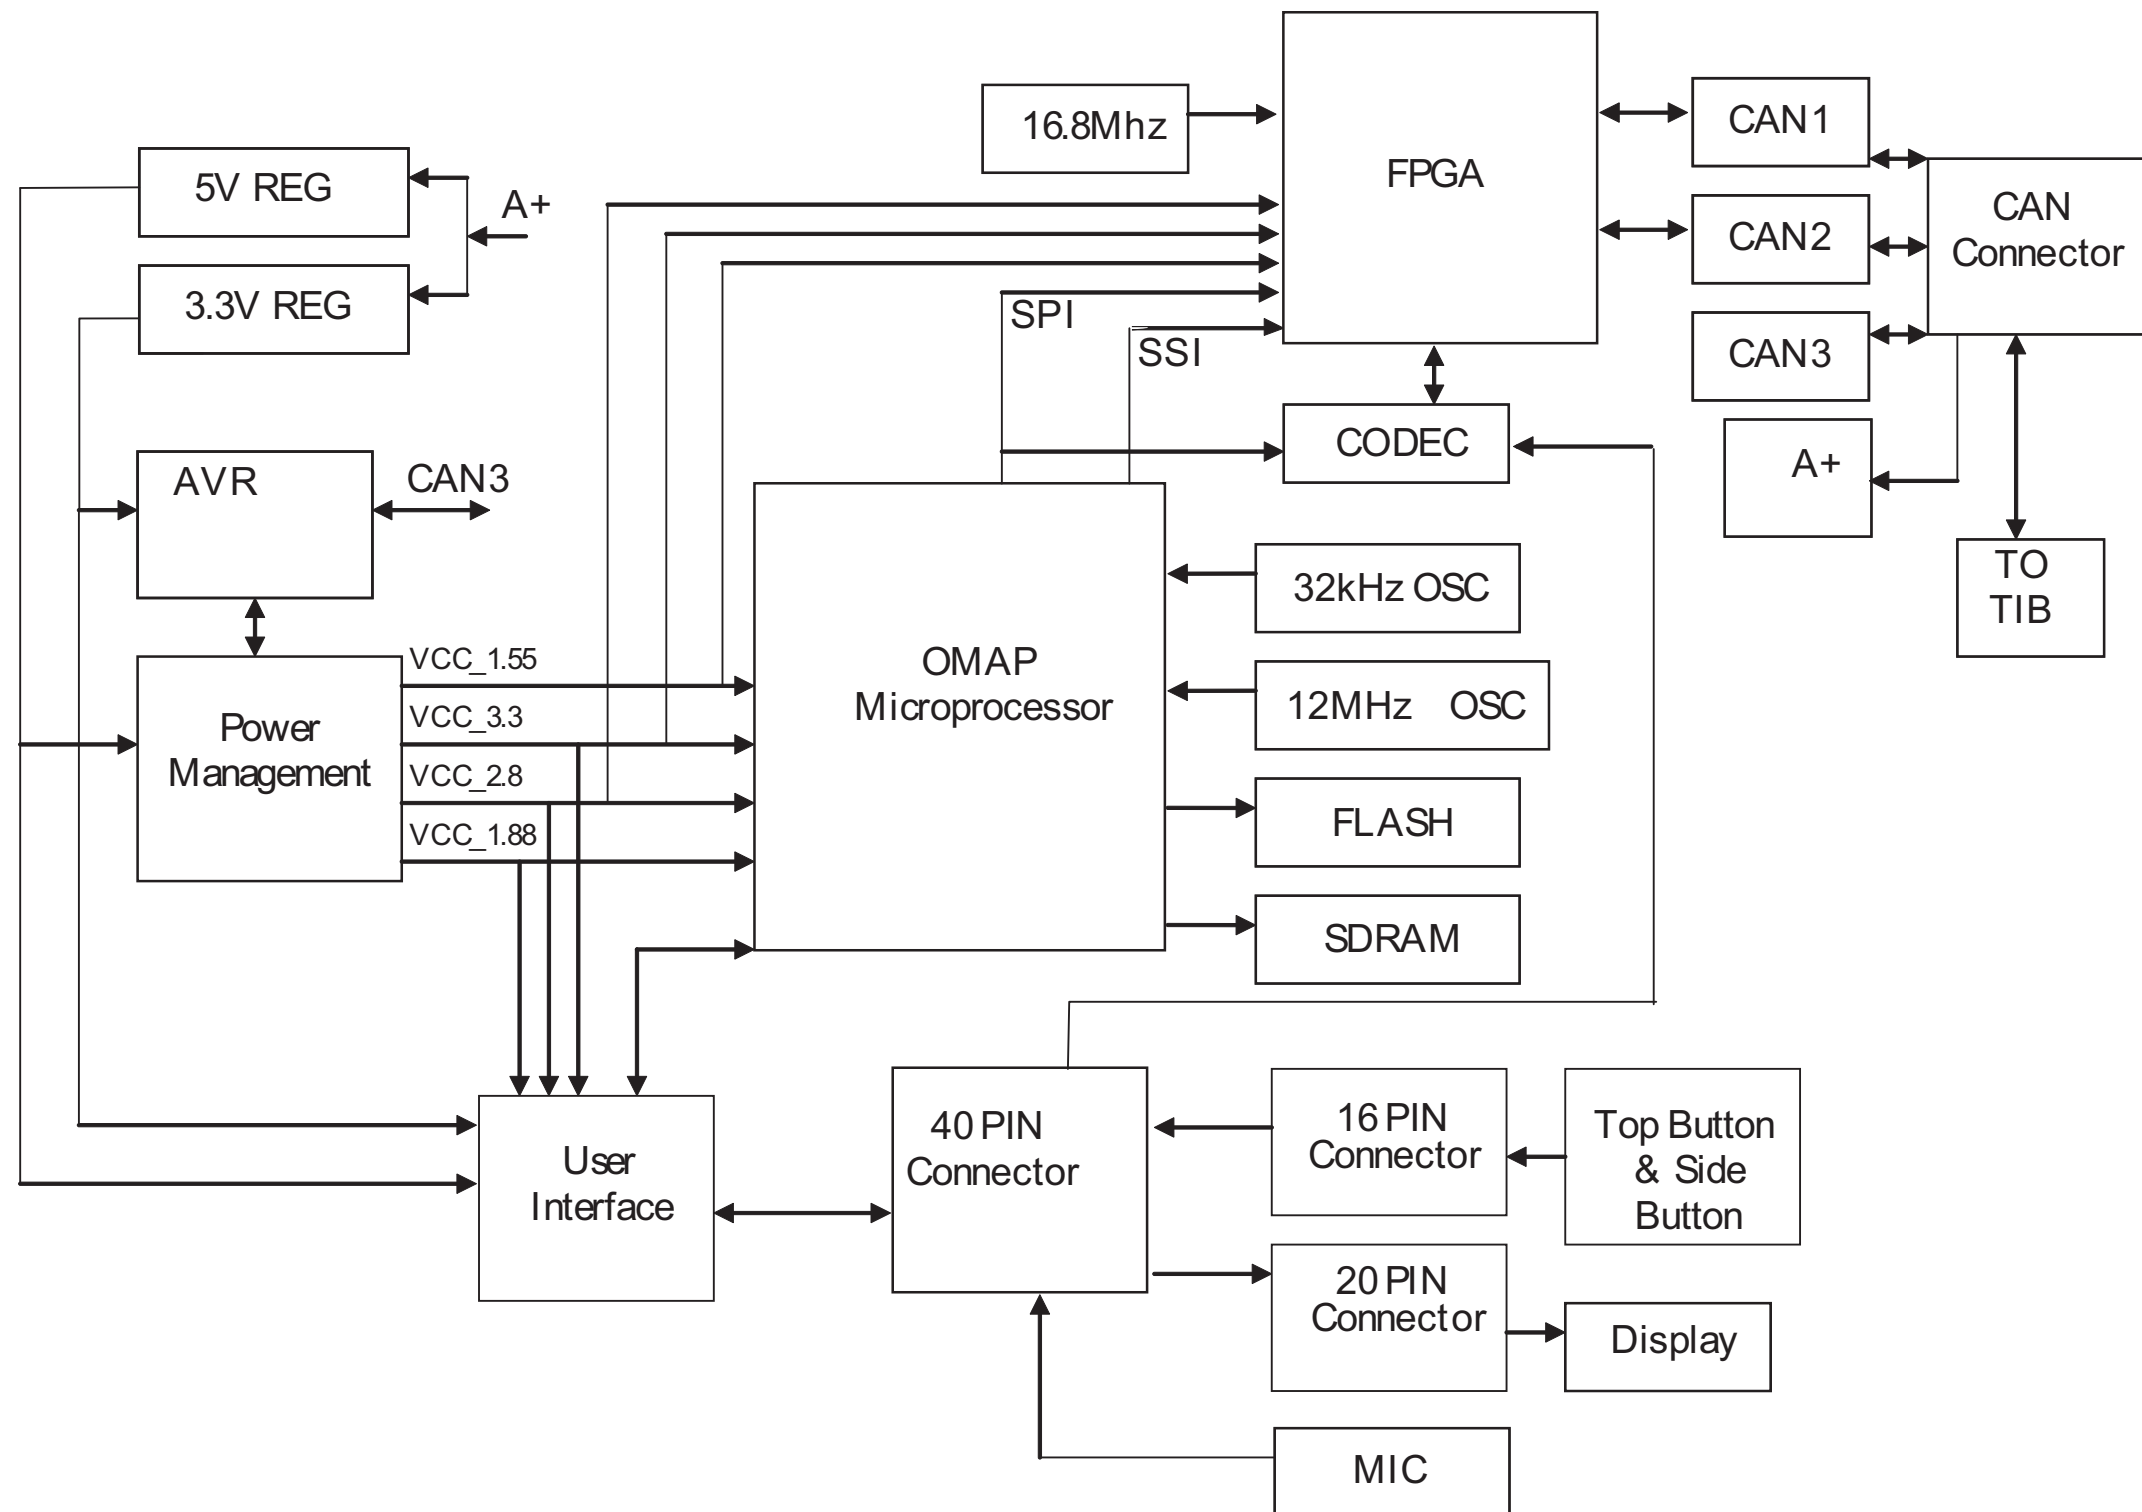 16.8Mhz
FPGA
CAN1
CAN2
CAN3
CAN
Connector
5V REG
A+
3.3V REG
SPI
SSI
CODEC
A+
TO
TIB
AVR
CAN3
Power
Management
VCC_1.55
VCC_3.3
VCC_2.8
VCC_1.88
OMAP
Microprocessor
32kHz OSC
12MHz OSC
FLASH
SDRAM
User
Interface
40 PIN
Connector
16 PIN
Connector
Top Button
& Side
Button
20 PIN
Connector
Display
MIC